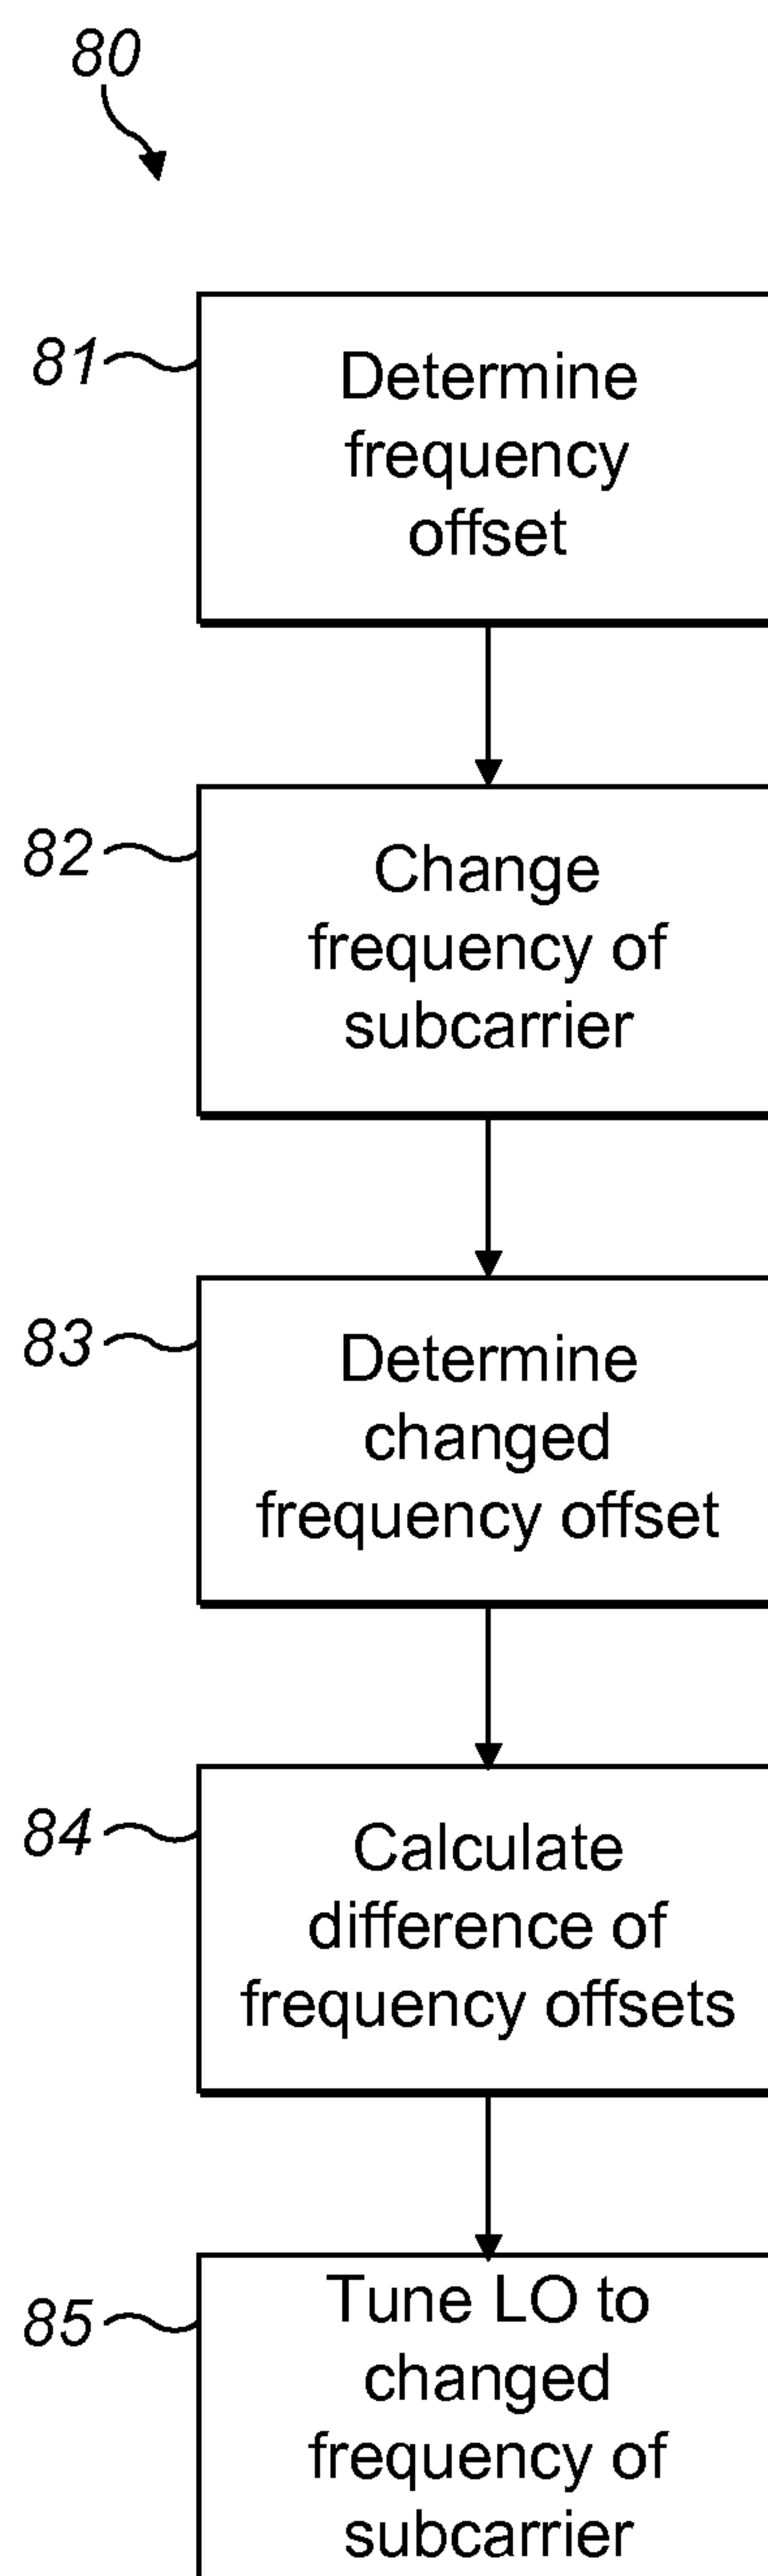 80
81
Determine
frequency
offset
82
Change
frequency of
subcarrier
83
Determine
changed
frequency offset
84
Calculate
difference of
frequency offsets
85
Tune LO to
changed
frequency of
subcarrier